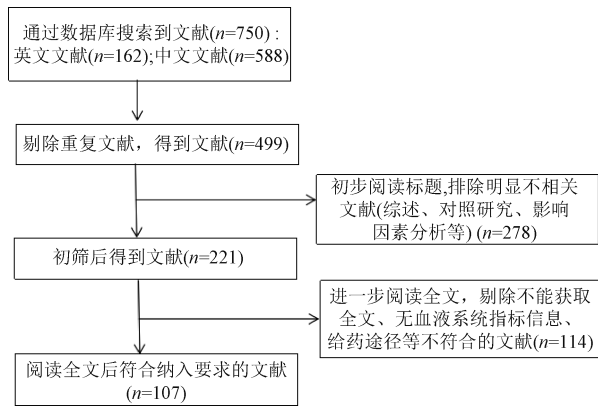 通过数据库搜索到文献(n=750) :
英文文献(n=162);中文文献(n=588)
剔除重复文献，得到文献(n=499)
初步阅读标题,排除明显不相关
文献(综述、对照研究、影响
因素分析等) (n=278)
初筛后得到文献(n=221)
进一步阅读全文，剔除不能获取
全文、无血液系统指标信息、
给药途径等不符合的文献(n=114)
阅读全文后符合纳入要求的文献
(n=107)